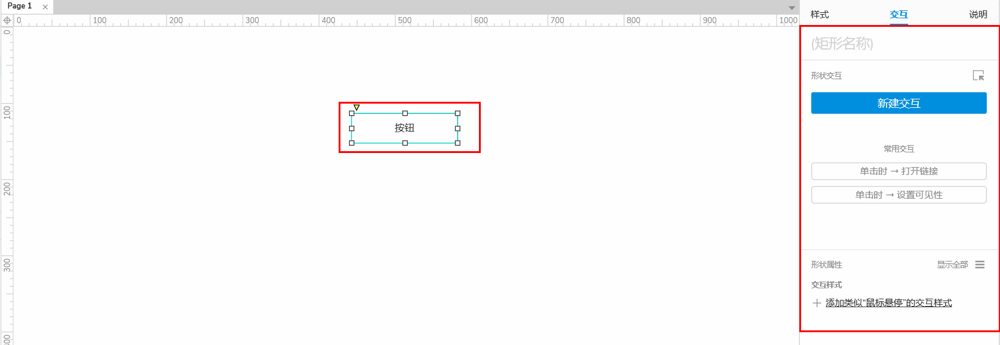 Page 1
样式 交互 说明
0 100 200 300 400 500 600 700 800 900 1000
0
(矩形名称)
形状交互
新建交互
100
按钮
常用交互
单击时 → 打开链接
200
单击时 → 设置可见性
300
形状属性 显示全部
交互样式
添加类似“鼠标悬停”的交互样式